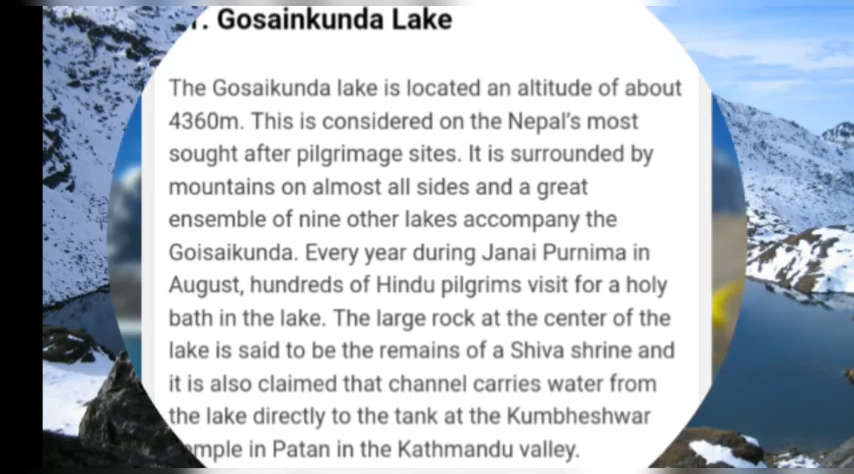 . Gosainkunda Lake
The Gosaikunda lake is located an altitude of about
4360m. This is considered on the Nepal's most
sought after pilgrimage sites. It is surrounded by
mountains on almost all sides and a great
ensemble of nine other lakes accompany the
Goisaikunda. Every year during Janai Purnima in
August, hundreds of Hindu pilgrims visit for a holy
bath in the lake. The large rock at the center of the
lake is said to be the remains of a Shiva shrine and
it is also claimed that channel carries water from
the lake directly to the tank at the Kumbheshwar
in Patan in the Kathmandu valley.